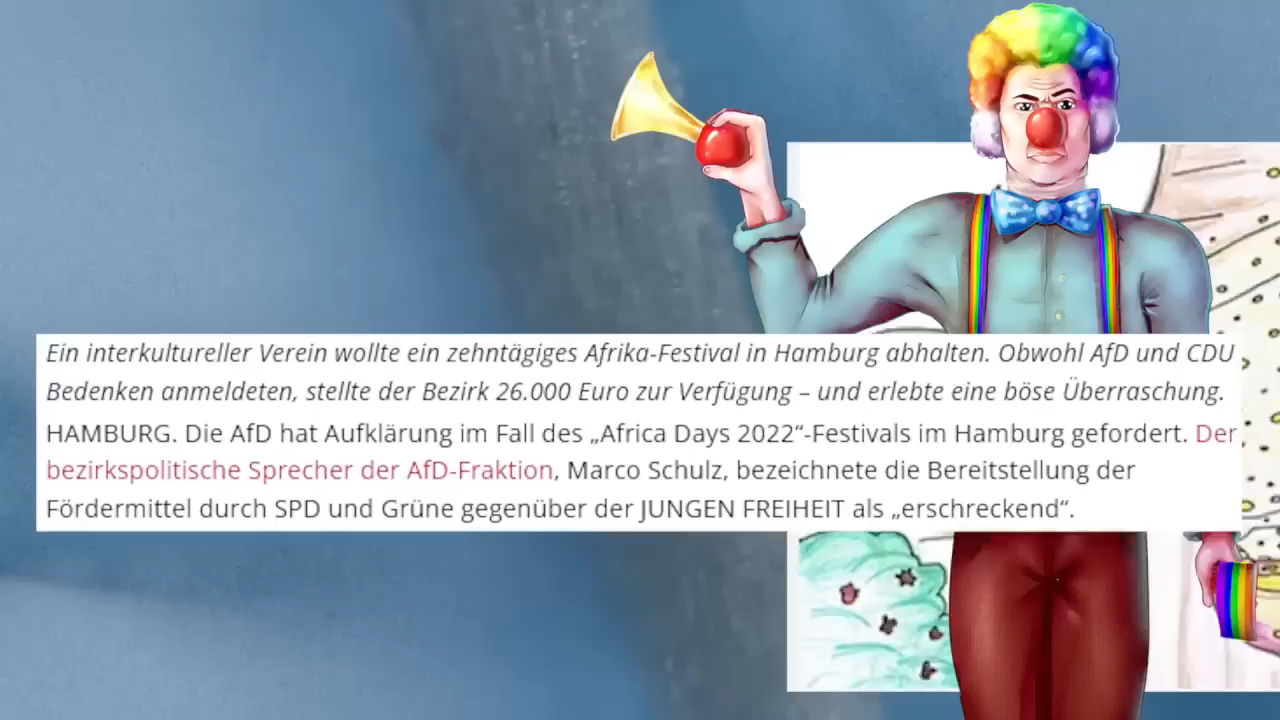 Ein interkultureller Verein wollte ein zehntägiges Afrika-Festival in Hamburg abhalten. Obwohl AfD und CDU
Bedenken anmeldeten, stellte der Bezirk 26.000 Euro zur Verfügung – und erlebte eine böse Überraschung.
HAMBURG. Die AfD hat Aufklärung im Fall des „Africa Days 2022“-Festivals im Hamburg gefordert. Der
bezirkspolitische Sprecher der AfD-Fraktion, Marco Schulz, bezeichnete die Bereitstellung der
Fördermittel durch SPD und Grüne gegenüber der JUNGEN FREIHEIT als „erschreckend“.